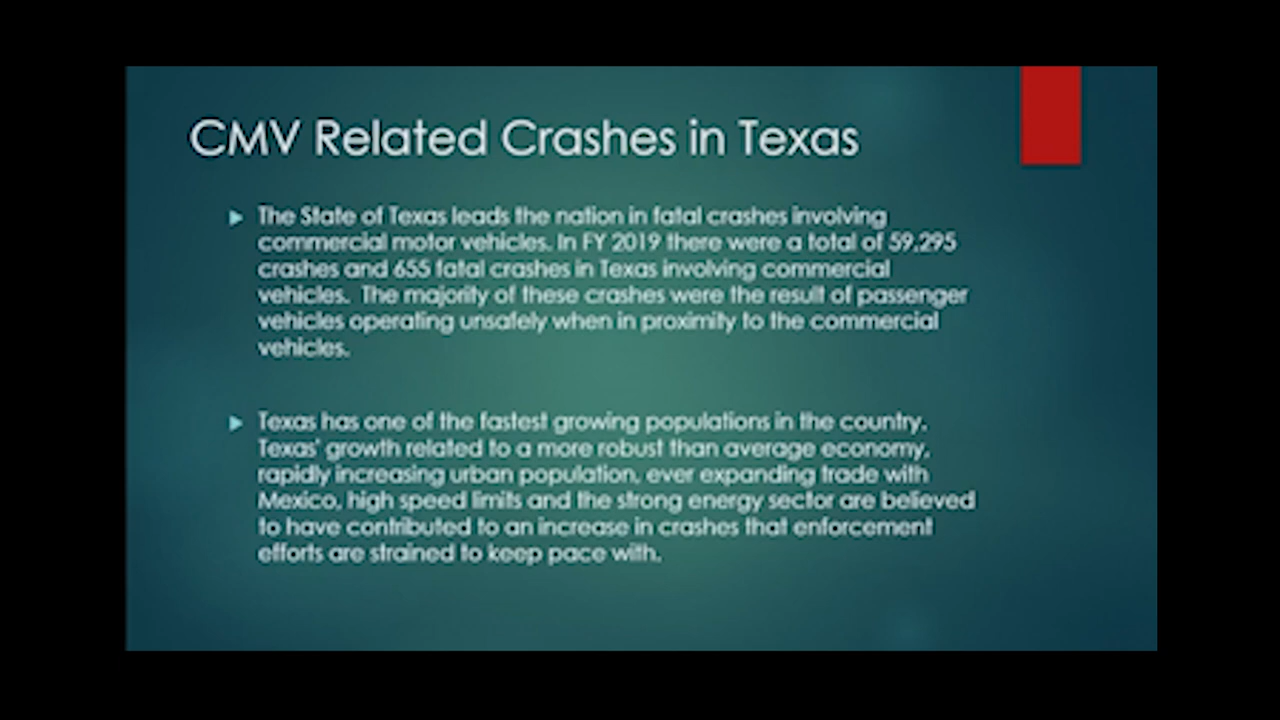 CMV Related Crashes in Texas
The State of Texas leads the nation in fatal crashes involving
commercial motor vehicles. In FY 2019 there were a total of 59,295
crashes and 655 fatal crashes in Texas involving commercial
vehicles. The majority of these crashes were the result of passenger
vehicles operating unsafely when in proximity to the commercial
vehicles.
Texas has one of the fastest growing populations in the country.
Texas' growth related to a more robust than average economy,
rapidly increasing urban population, ever expanding trade with
Mexico, high speed limits and the strong energy sector are believed
to have contributed to an increase in crashes that enforcement
efforts are strained to keep pace with.